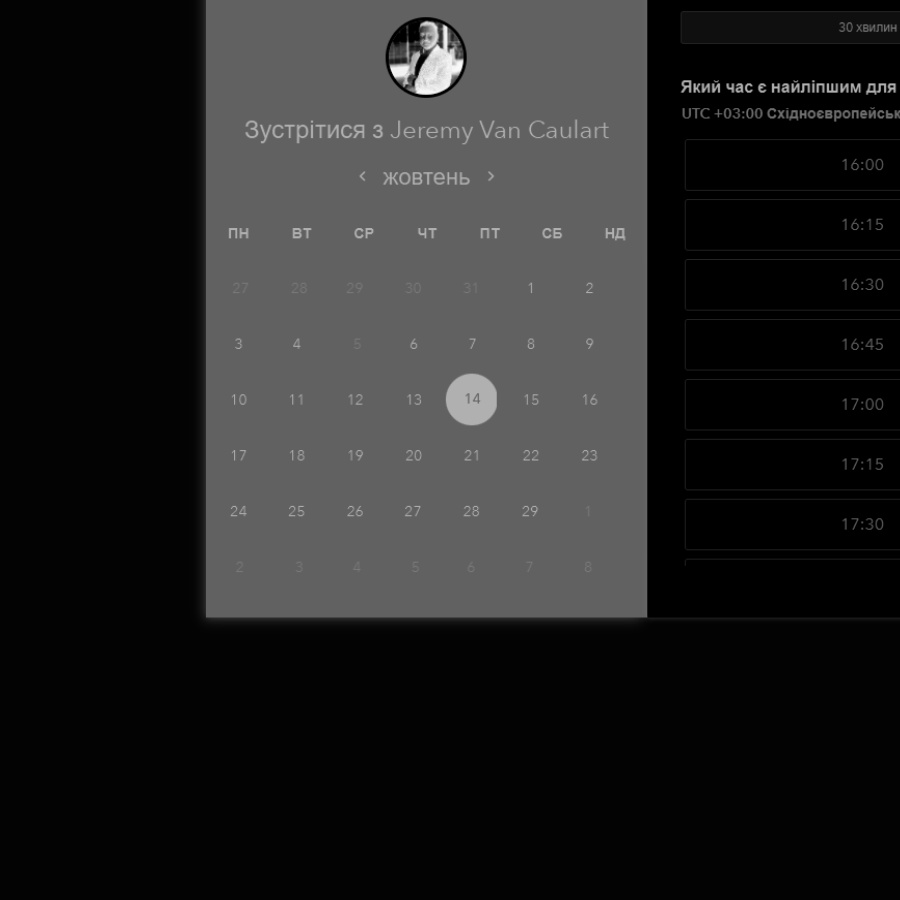 Зустрітися з Jeremy Van Caulart
жовтень
ПН ВТ СР ЧТ ПТ СБ НД
27 28 29 30 31 1 2
3 4 5 6 7 8 9
10 11 12 13 14 15 16
17 18 19 20 21 22 23
24 25 26 27 28 29 1
2 3 4 5 6 7 8
30 хвилин
Який час є найліпшим для
UTC +03:00 Східноєвропейськ
16:00
16:15
16:30
16:45
17:00
17:15
17:30